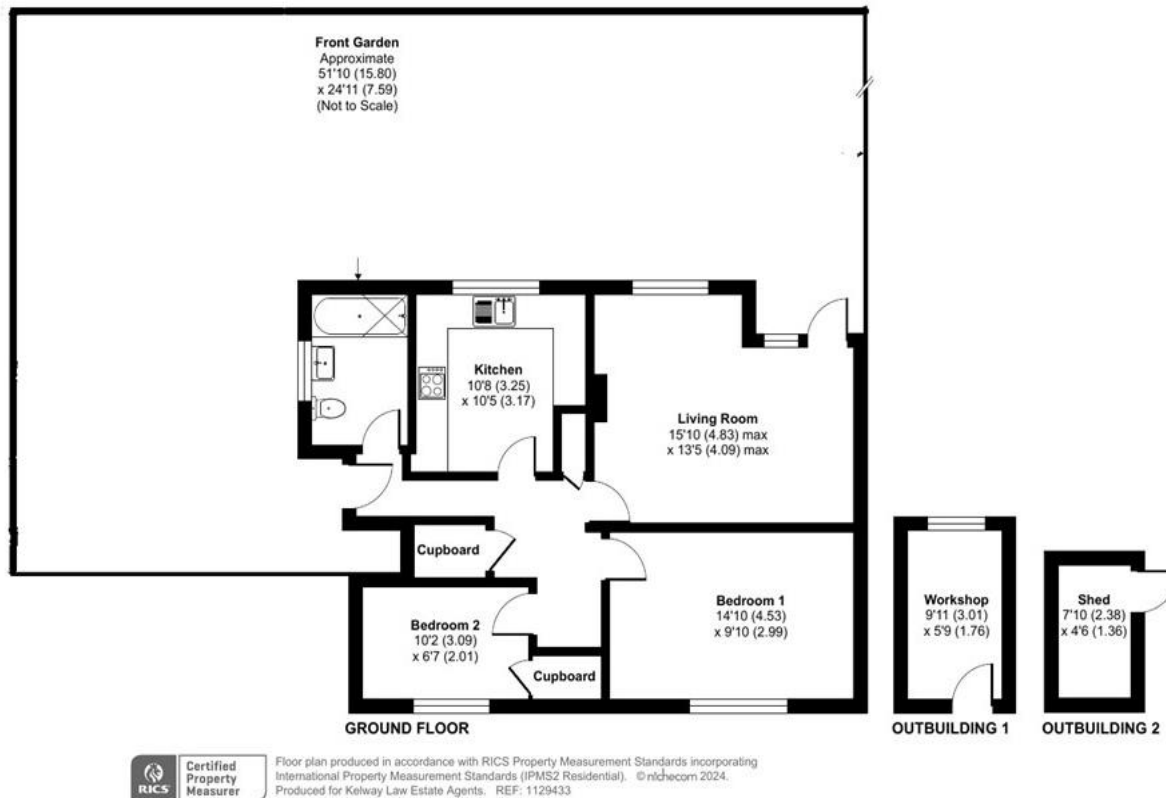 Front Garden
Approximate
51'10 (15.80)
x 24'11 (7.59)
(Not to Scale)
Kitchen
10'8 (3.25)
x 10'5 (3.17)
Living Room
15'10 (4.83) max
x 13'5 (4.09) max
Cupboard
Bedroom 2
10'2 (3.09)
x 6'7 (2.01)
Cupboard
Bedroom 1
14'10 (4.53)
x 9'10 (2.99)
Workshop
9'11 (3.01)
x 5'9 (1.76)
Shed
7'10 (2.38)
x 4'6 (1.36)
GROUND FLOOR
OUTBUILDING 1
OUTBUILDING 2
RICS
Certified
Property
Measurer
Floor plan produced in accordance with RICS Property Measurement Standards incorporating
International Property Measurement Standards (IPMS2 Residential). © nichecom 2024.
Produced for Kelway Law Estate Agents. REF: 1129433